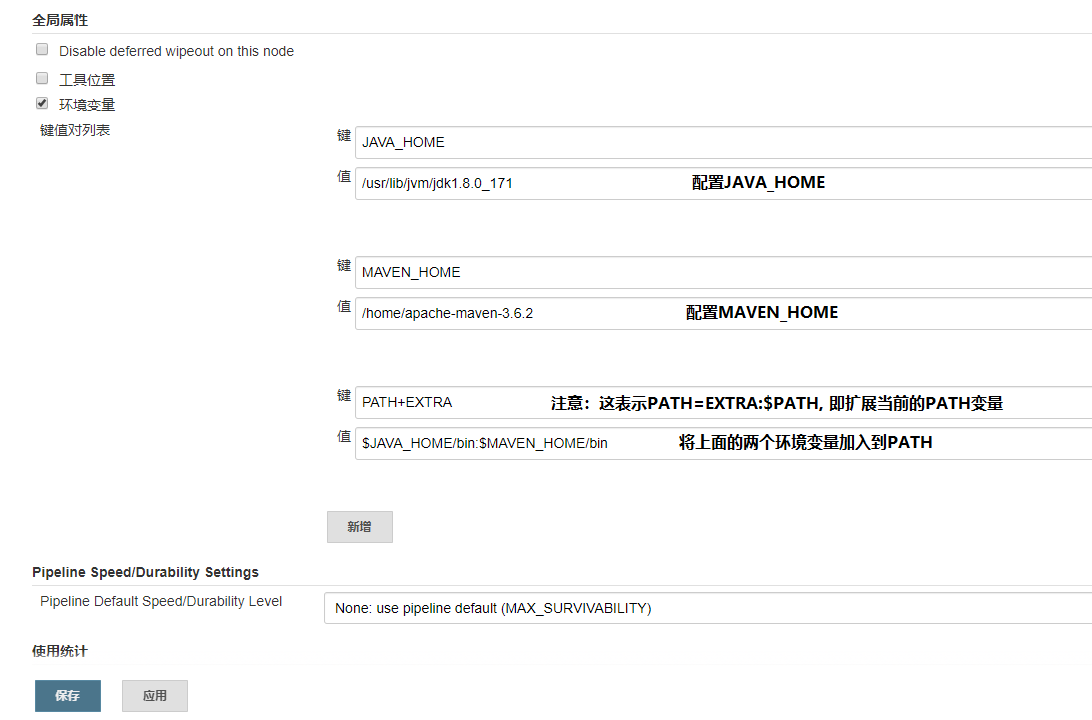 全局属性
Disable deferred wipeout on this node
工具位置
环境变量
键值对列表
键 JAVA_HOME
值 /usr/lib/jvm/jdk1.8.0_171 配置JAVA_HOME
键 MAVEN_HOME
值 /home/apache-maven-3.6.2 配置MAVEN_HOME
键 PATH+EXTRA 注意：这表示PATH=EXTRA:$PATH, 即扩展当前的PATH变量
值 $JAVA_HOME/bin:$MAVEN_HOME/bin 将上面的两个环境变量加入到PATH
新增
Pipeline Speed/Durability Settings
Pipeline Default Speed/Durability Level None: use pipeline default (MAX_SURVIVABILITY)
使用统计
保存 应用